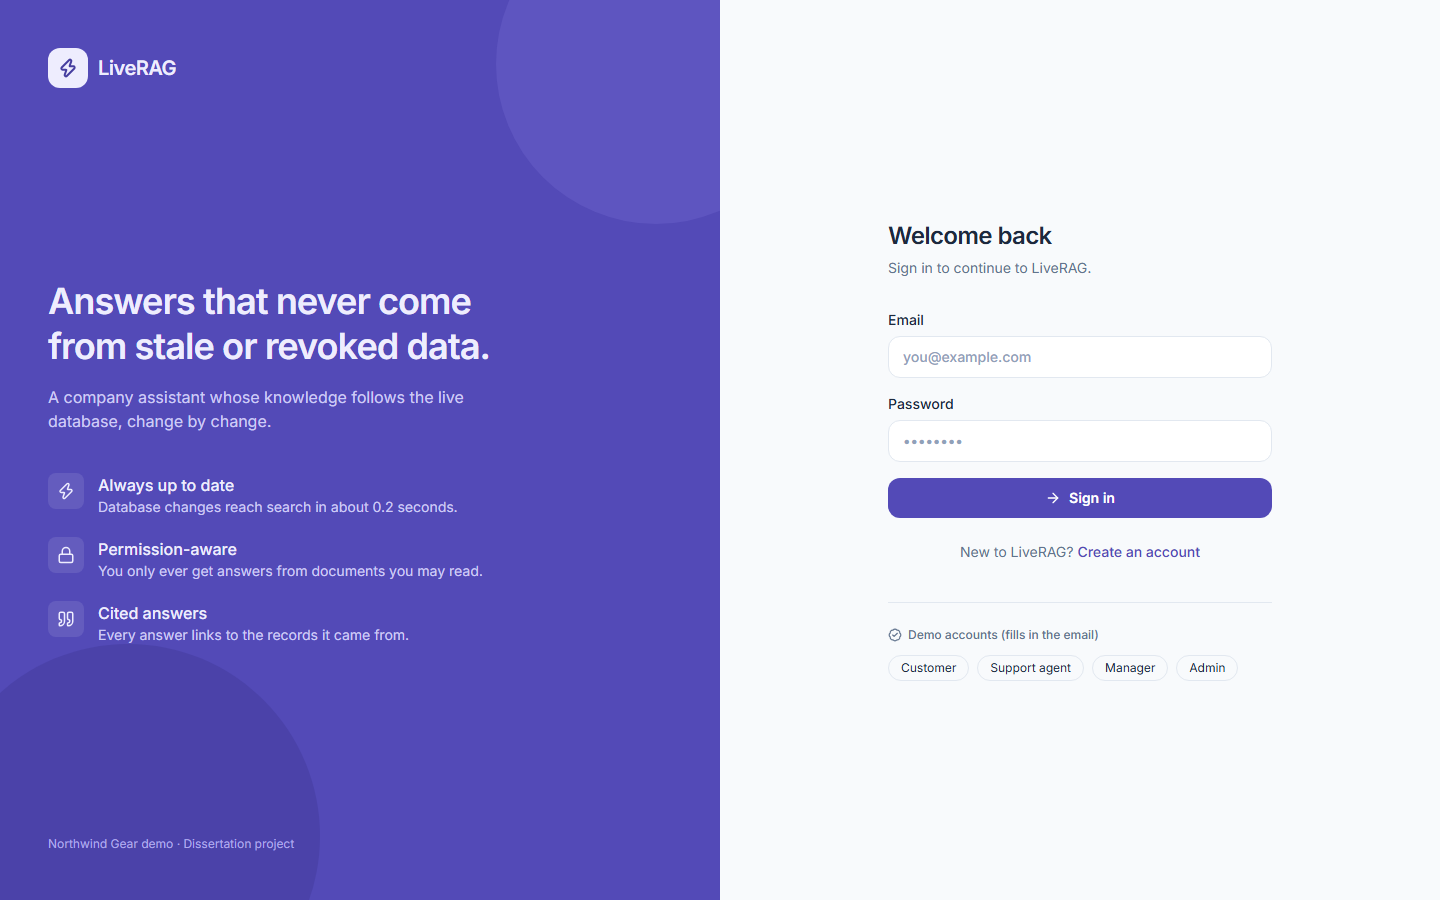 LiveRAG
Answers that never come
from stale or revoked data.
A company assistant whose knowledge follows the live
database, change by change.
Always up to date
Database changes reach search in about 0.2 seconds.
Permission-aware
You only ever get answers from documents you may read.
Cited answers
Every answer links to the records it came from.
Northwind Gear demo · Dissertation project
Welcome back
Sign in to continue to LiveRAG.
Email
you@example.com
Password
••••••••
Sign in
New to LiveRAG? Create an account
Demo accounts (fills in the email)
Customer
Support agent
Manager
Admin